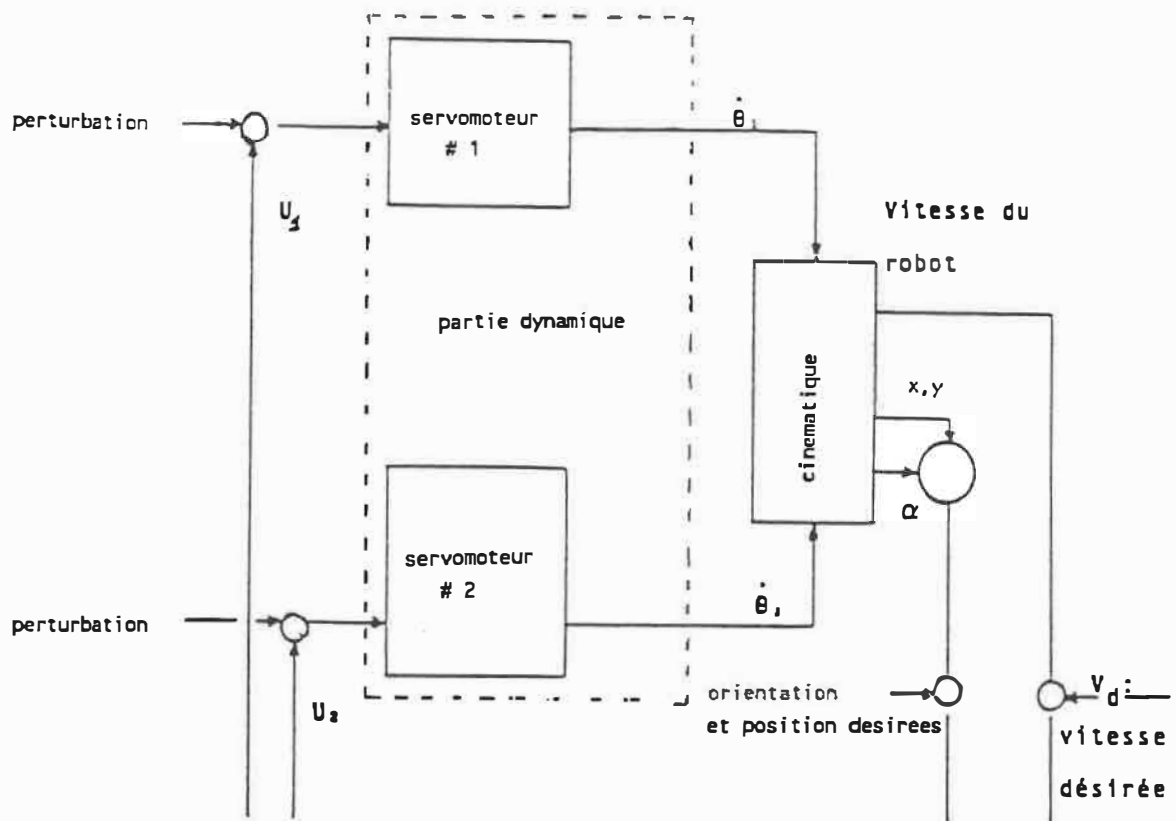 perturbation
servomoteur
# 1
θ̇₁
U₁
Vitesse du
robot
partie dynamique
cinematique
x,y
α
servomoteur
# 2
θ̇₂
perturbation
U₂
orientation
et position desirees
Vd:
vitesse
désirée